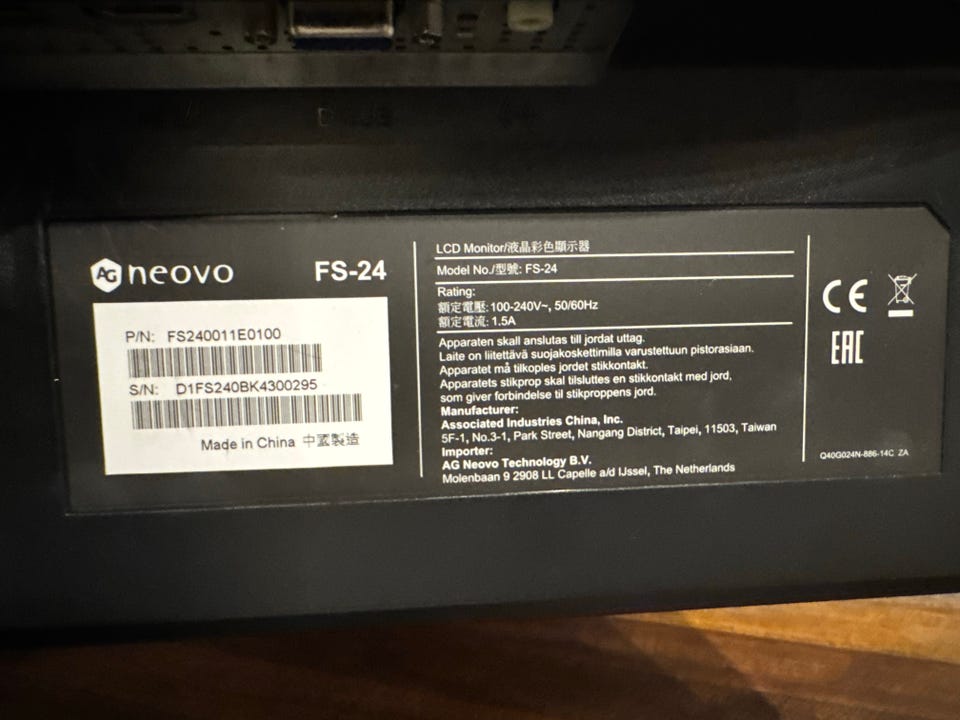 AG neovo
FS-24
P/N: FS240011E0100
S/N: D1FS240BK4300295
Made in China 中國製造
LCD Monitor/液晶彩色顯示器
Model No./型號: FS-24
Rating:
額定電壓: 100-240V~, 50/60Hz
額定電流: 1.5A
Apparaten skall anslutas till jordat uttag.
Laite on liitettävä suojakoskettimilla varustettuun pistorasiaan.
Apparatet må tilkoples jordet stikkontakt.
Apparatets stikprop skal tilsluttes en stikkontakt med jord,
som giver forbindelse til stikproppens jord.
Manufacturer:
Associated Industries China, Inc.
5F-1, No.3-1, Park Street, Nangang District, Taipei, 11503, Taiwan
Importer:
AG Neovo Technology B.V.
Molenbaan 9 2908 LL Capelle a/d IJssel, The Netherlands
CE
EAC
Q40G024N-886-14C ZA